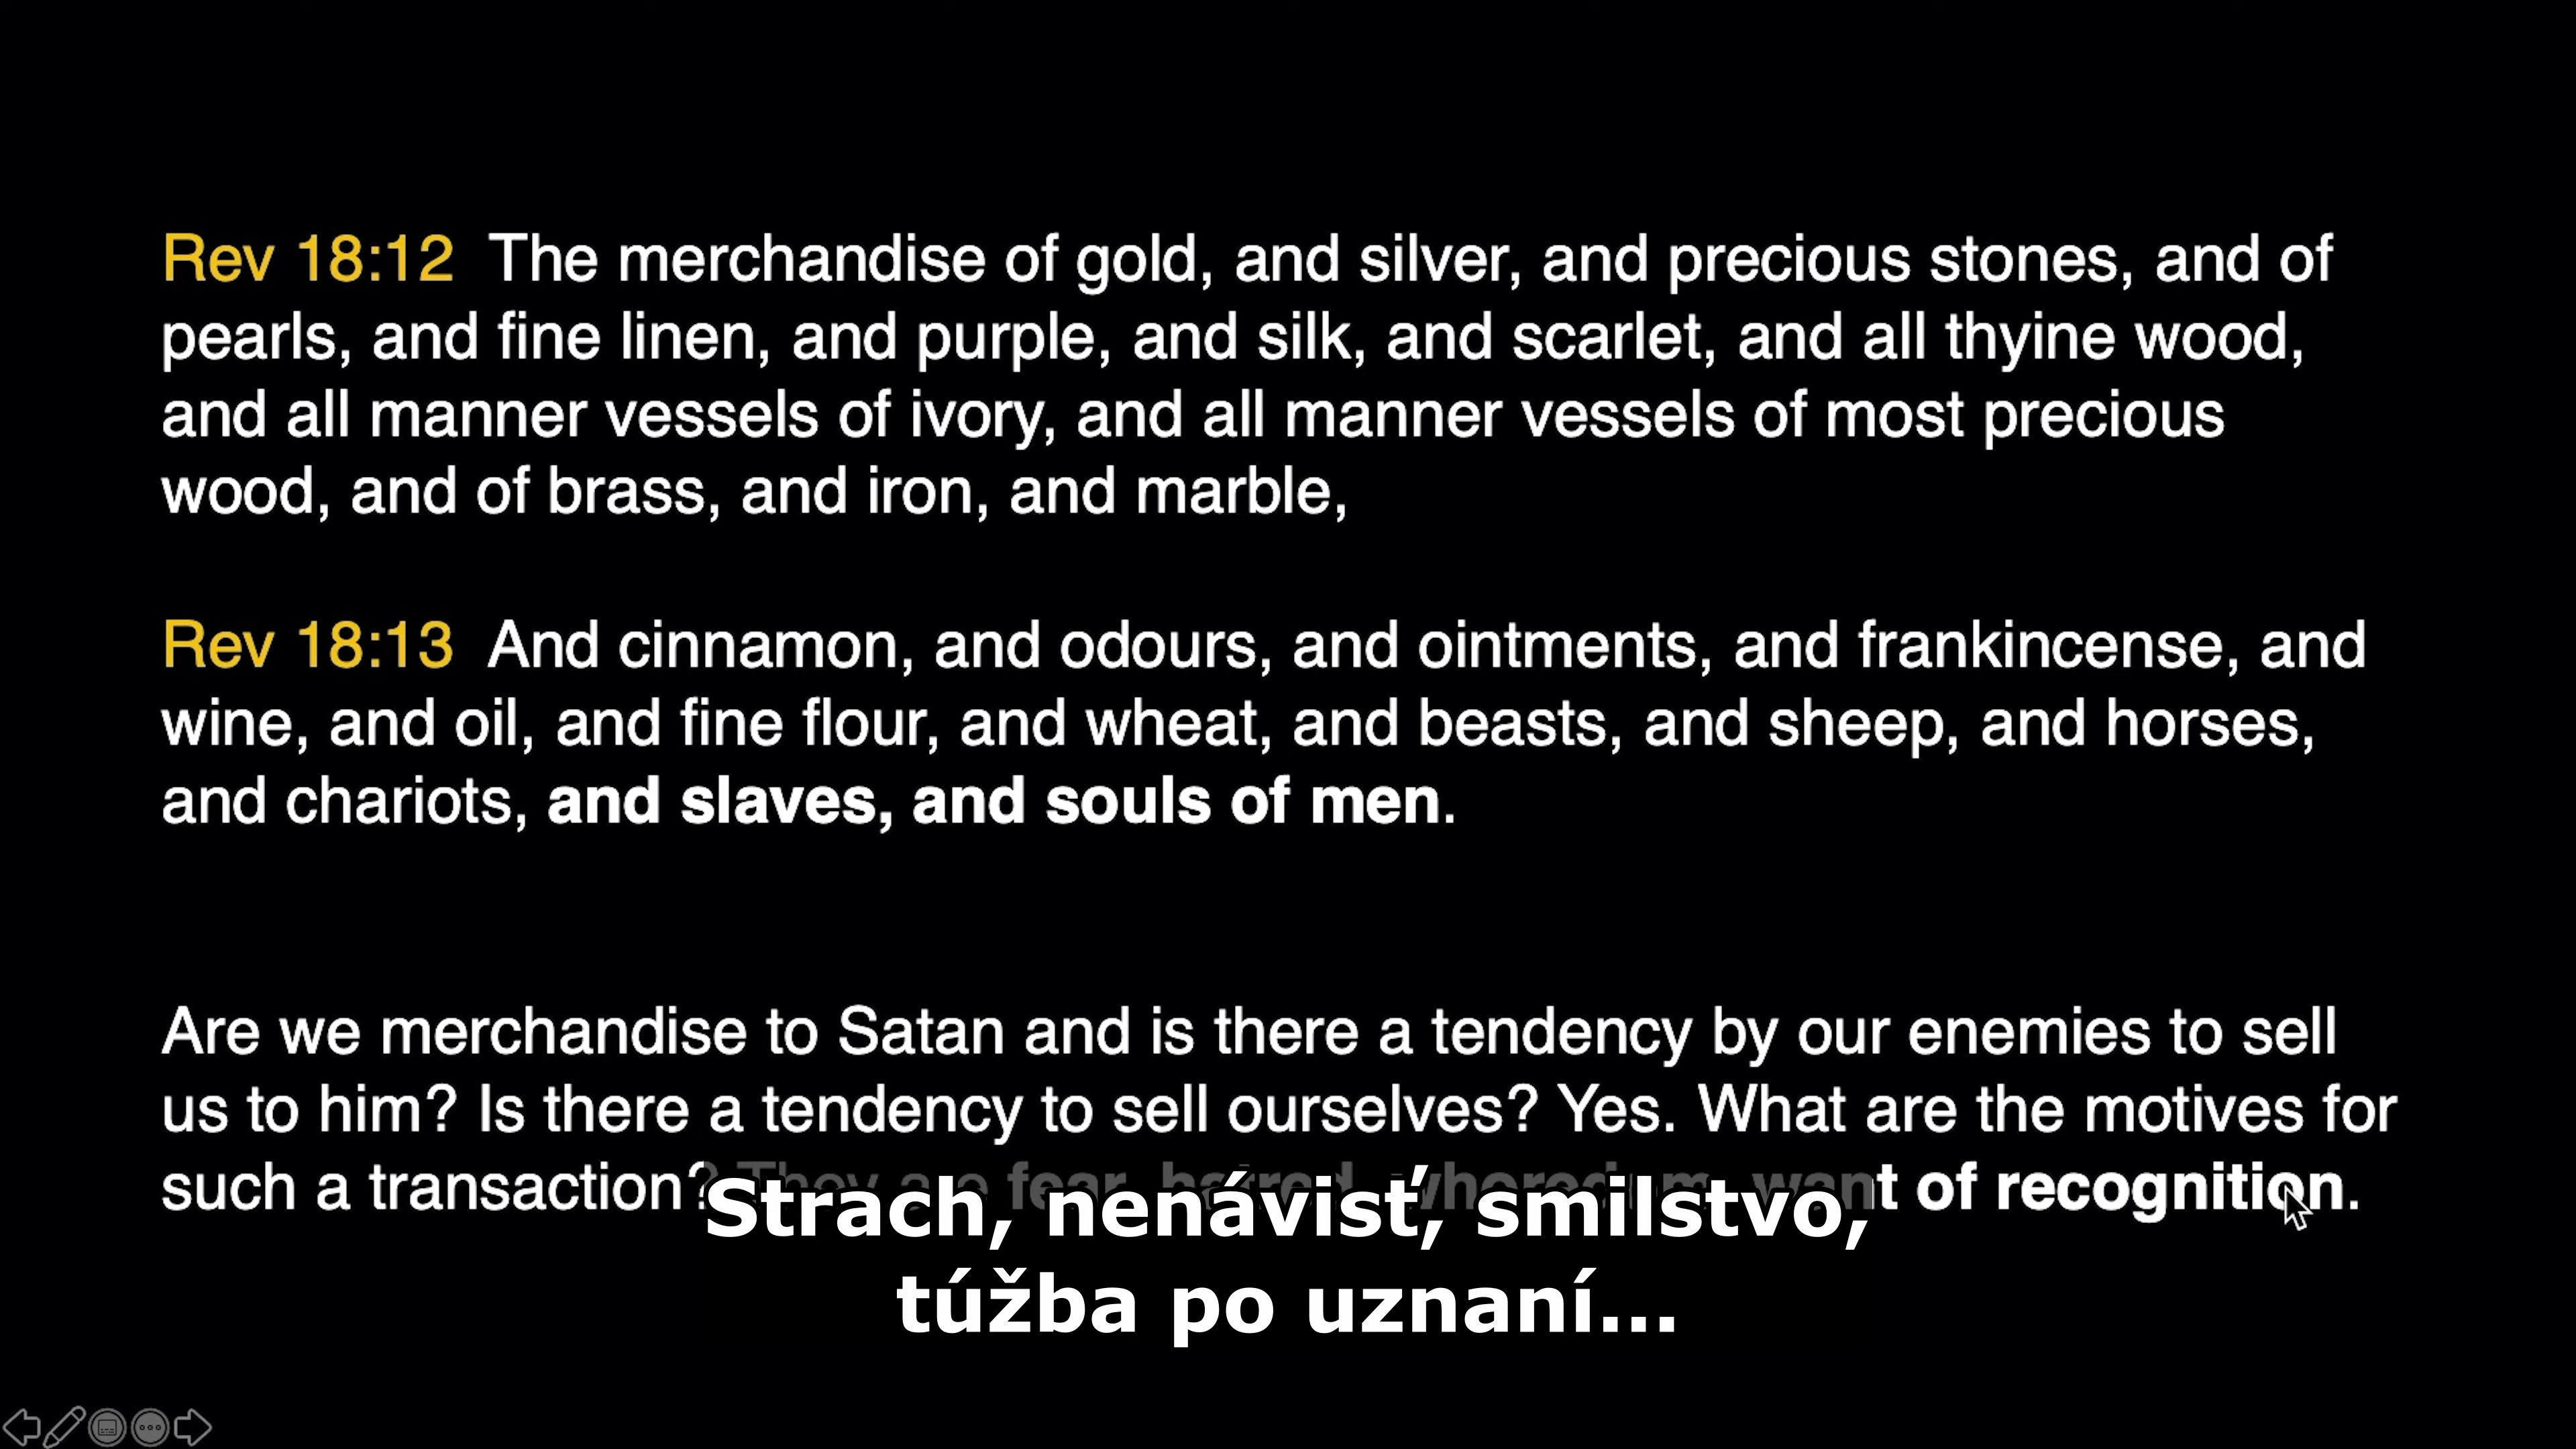 Rev 18:12 The merchandise of gold, and silver, and precious stones, and of
pearls, and fine linen, and purple, and silk, and scarlet, and all thyine wood,
and all manner vessels of ivory, and all manner vessels of most precious
wood, and of brass, and iron, and marble,
Rev 18:13 And cinnamon, and odours, and ointments, and frankincense, and
wine, and oil, and fine flour, and wheat, and beasts, and sheep, and horses,
and chariots, and slaves, and souls of men.
Are we merchandise to Satan and is there a tendency by our enemies to sell
us to him? Is there a tendency to sell ourselves? Yes. What are the motives for
such a transaction? They are fear, hatred, whoredom, want of recognition.
Strach, nenávisť, smilstvo,
túžba po uznaní...